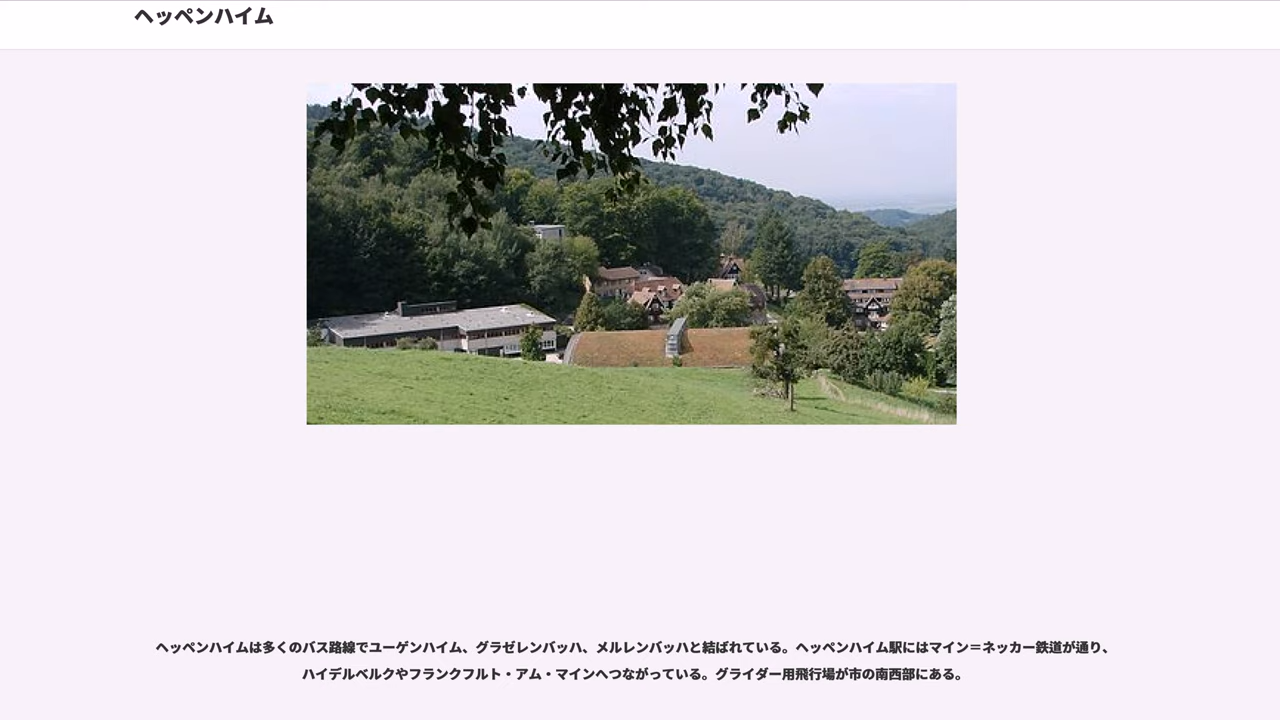 ヘッペンハイム
ヘッペンハイムは多くのバス路線でユーゲンハイム、グラゼレンバッハ、メルレンバッハと結ばれている。ヘッペンハイム駅にはマイン＝ネッカー鉄道が通り、
ハイデルベルクやフランクフルト・アム・マインへつながっている。グライダー用飛行場が市の南西部にある。